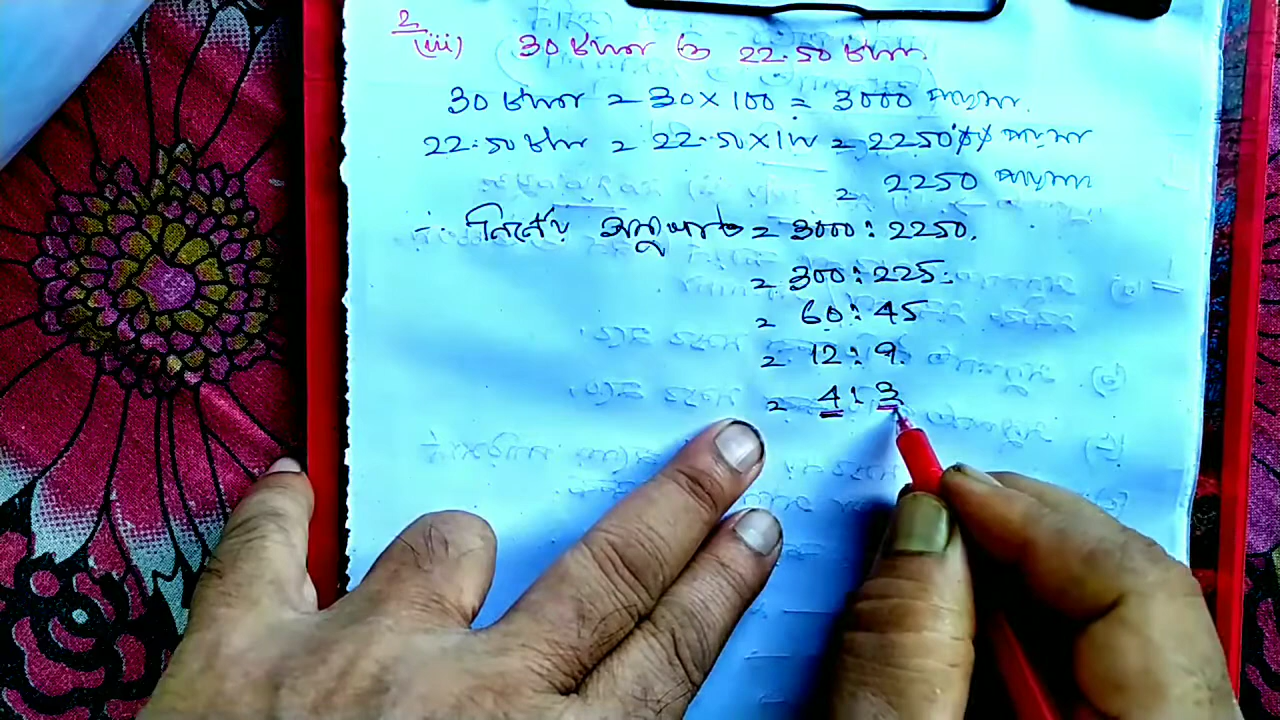 2
(iii) 30 টাকা ও 22.50 টাকা
30 টাকা = 30 × 100 = 3000 পয়সা
22.50 টাকা = 22.50 × 100 = 2250.00 পয়সা
= 2250 পয়সা
∴ নির্ণেয় অনুপাত = 3000 : 2250
= 300 : 225
= 60 : 45
= 12 : 9
= 4 : 3